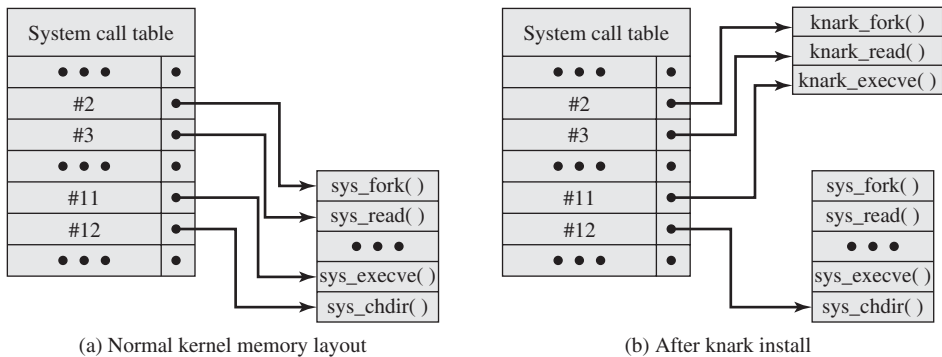 System call table
● ● ● ●
#2 ●
#3 ●
● ● ● ●
#11 ●
#12 ●
● ● ● ●
sys_fork( )
sys_read( )
● ● ●
sys_execve( )
sys_chdir( )
(a) Normal kernel memory layout
System call table
● ● ● ●
#2 ●
#3 ●
● ● ● ●
#11 ●
#12 ●
● ● ● ●
knark_fork( )
knark_read( )
knark_execve( )
sys_fork( )
sys_read( )
● ● ●
sys_execve( )
sys_chdir( )
(b) After knark install